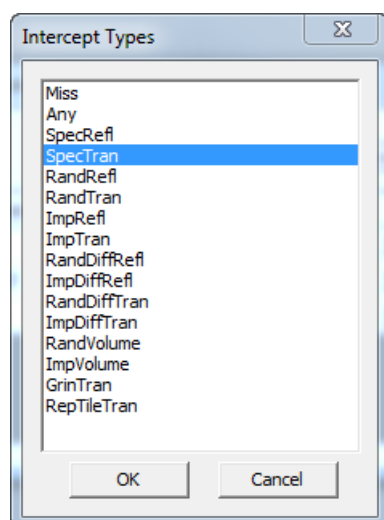 Intercept Types
Miss
Any
SpecRefl
SpecTran
RandRefl
RandTran
ImpRefl
ImpTran
RandDiffRefl
ImpDiffRefl
RandDiffTran
ImpDiffTran
RandVolume
ImpVolume
GrinTran
RepTileTran
OK Cancel